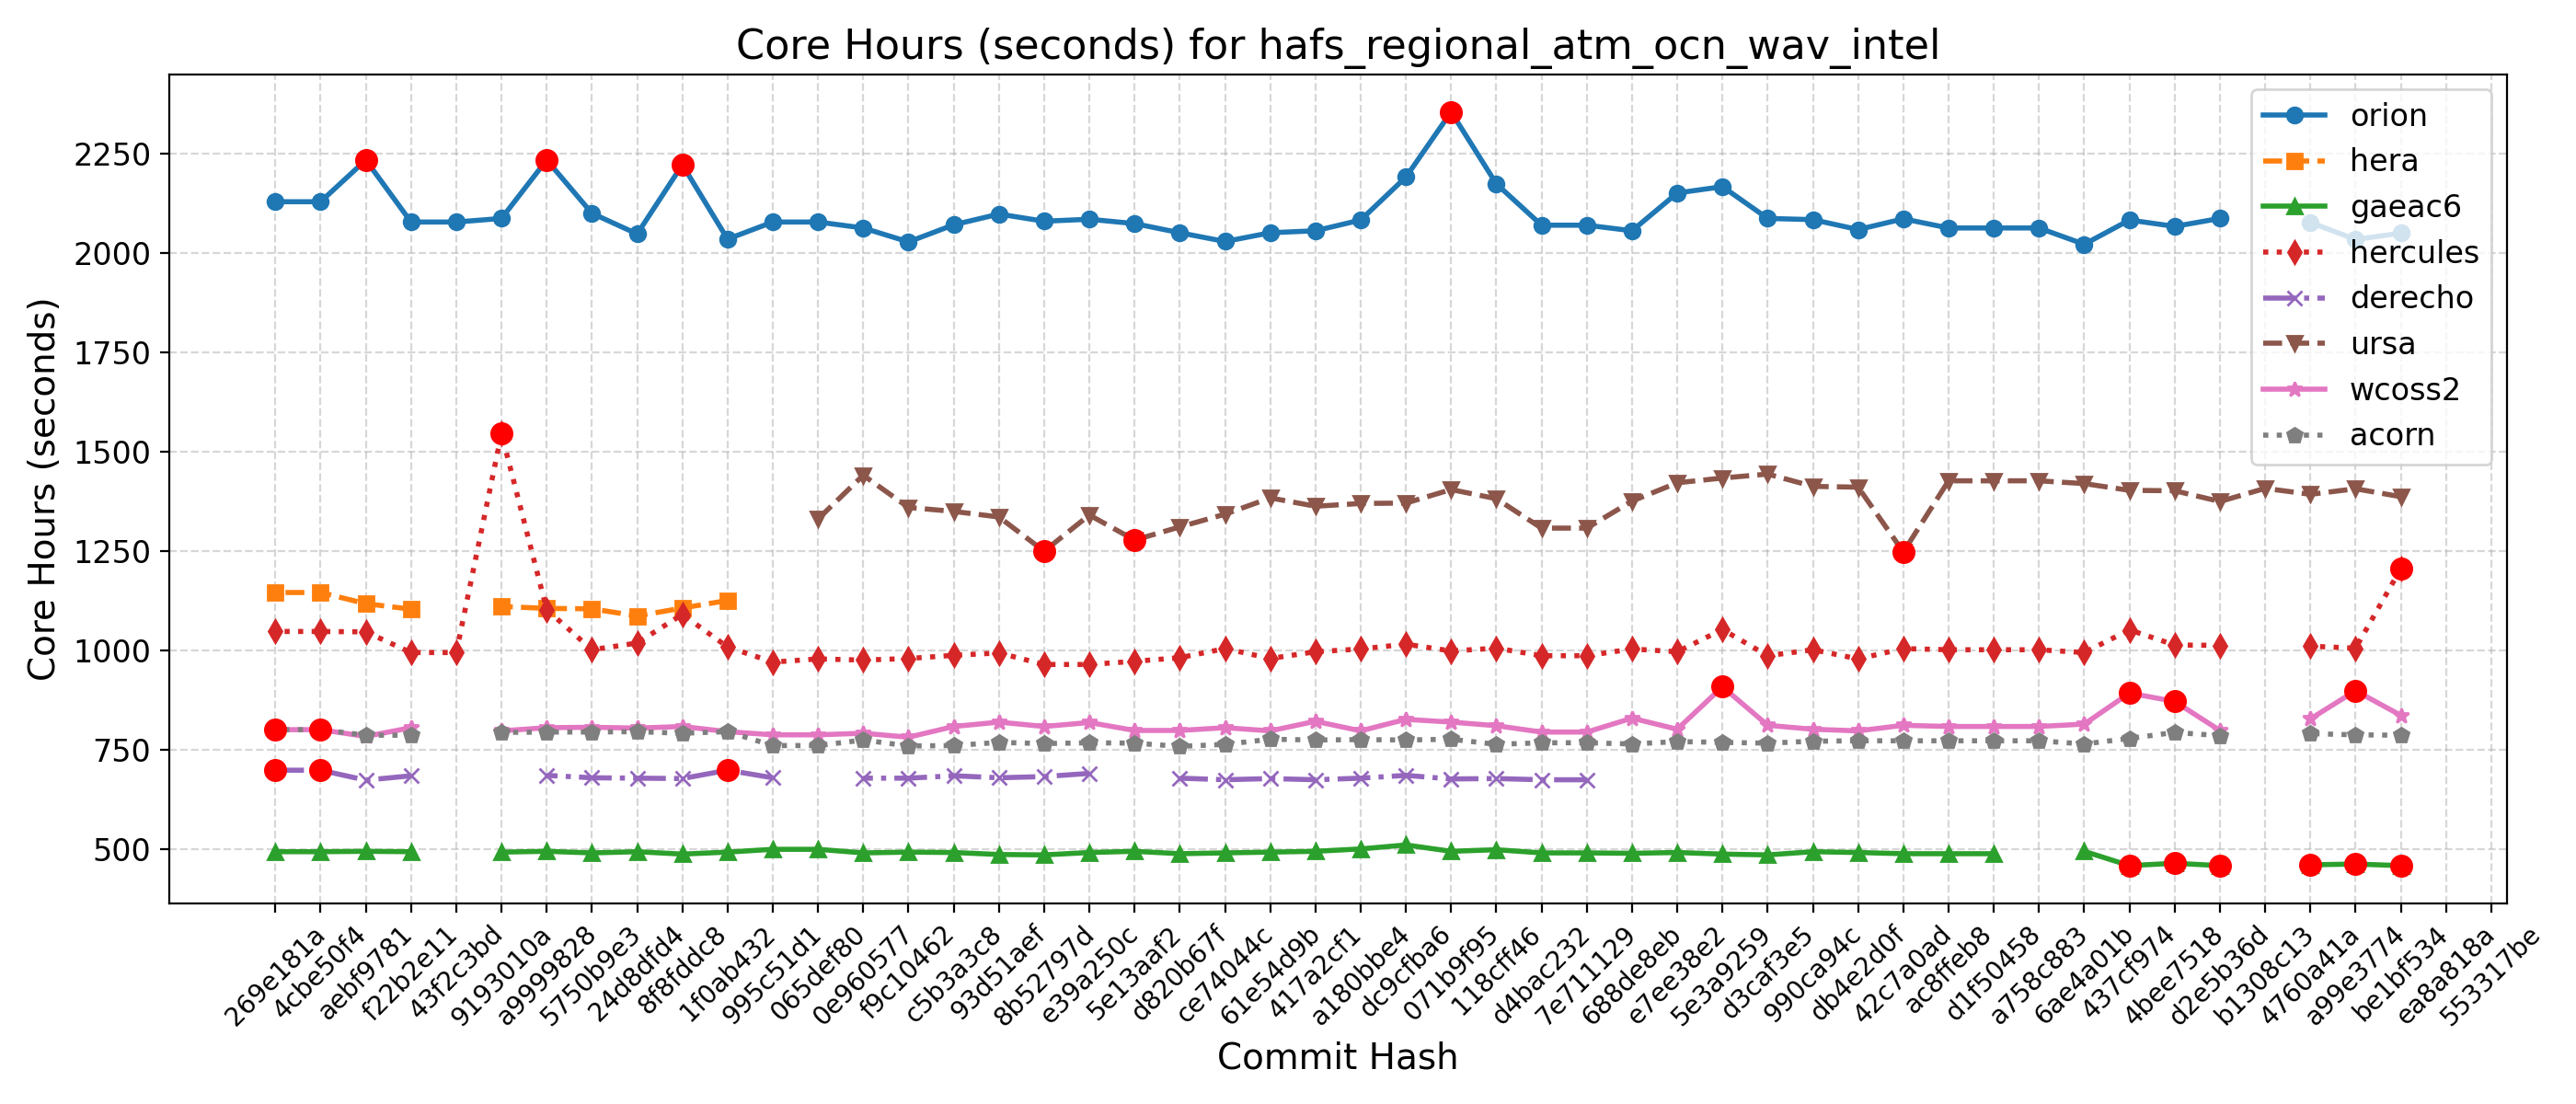 Core Hours (seconds) for hafs_regional_atm_ocn_wav_intel
Core Hours (seconds)
2250
2000
1750
1500
1250
1000
750
500
orion
hera
gaeac6
hercules
derecho
ursa
wcoss2
acorn
269e181a
4cbe50f4
aebf9781
f22b2e11
43f2c3bd
9193010a
a9999828
5750b9e3
24d8dfd4
8f8fddc8
1f0ab432
995c51d1
065def80
0e960577
f9c10462
c5b3a3c8
93d51aef
8b52797d
e39a250c
5e13aaf2
d820b67f
ce74044c
61e54d9b
417a2cf1
a180bbe4
dc9cfba6
071b9f95
118cff46
d4bac232
7e711129
688de8eb
e7ee38e2
5e3a9259
d3caf3e5
990ca94c
db4e2d0f
42c7a0ad
ac8ffeb8
d1f50458
a758c883
6ae4a01b
437cf974
4bee7518
d2e5b36d
b1308c13
4760a41a
a99e3774
be1bf534
ea8a818a
553317be
Commit Hash